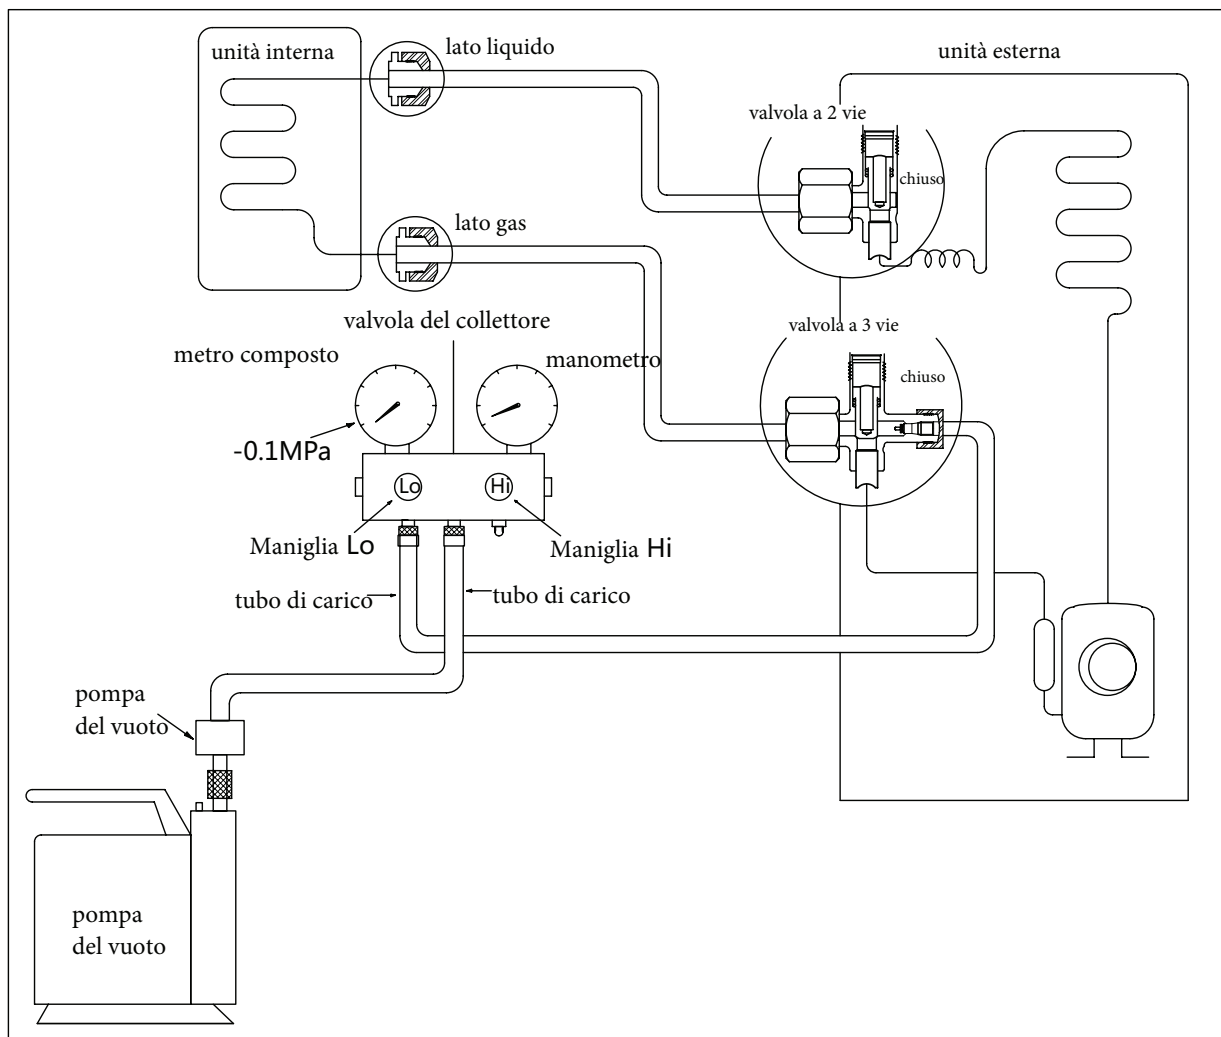 unità interna
lato liquido
unità esterna
valvola a 2 vie
chiuso
lato gas
valvola del collettore
valvola a 3 vie
metro composto
manometro
chiuso
-0.1MPa
Lo
Hi
Maniglia Lo
Maniglia Hi
tubo di carico
tubo di carico
pompa
del vuoto
pompa
del vuoto